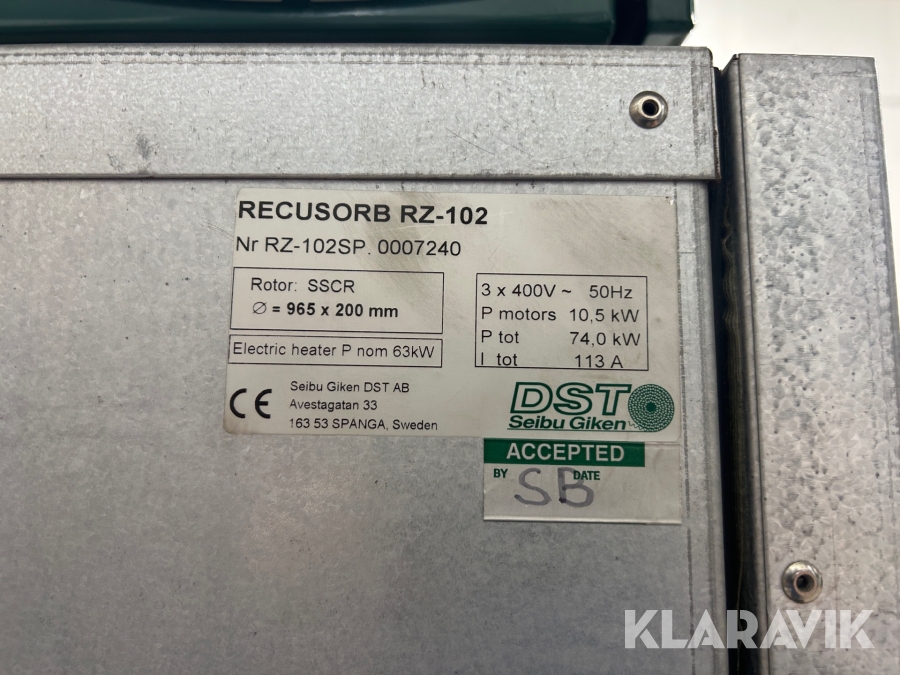 RECUSORB RZ-102
Nr RZ-102SP. 0007240
Rotor: SSCR
Ø = 965 x 200 mm
Electric heater P nom 63kW
3 x 400V ~ 50Hz
P motors 10,5 kW
P tot 74,0 kW
I tot 113 A
CE
Seibu Giken DST AB
Avestagatan 33
163 53 SPANGA, Sweden
DST
Seibu Giken
ACCEPTED
BY DATE
SB
KLARAVIK